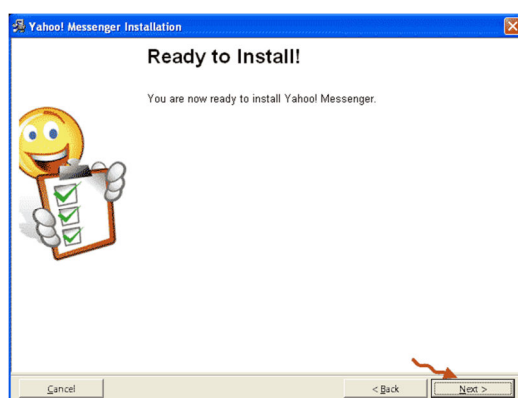 Yahoo! Messenger Installation
Ready to Install!
You are now ready to install Yahoo! Messenger.
Cancel
< Back
Next >